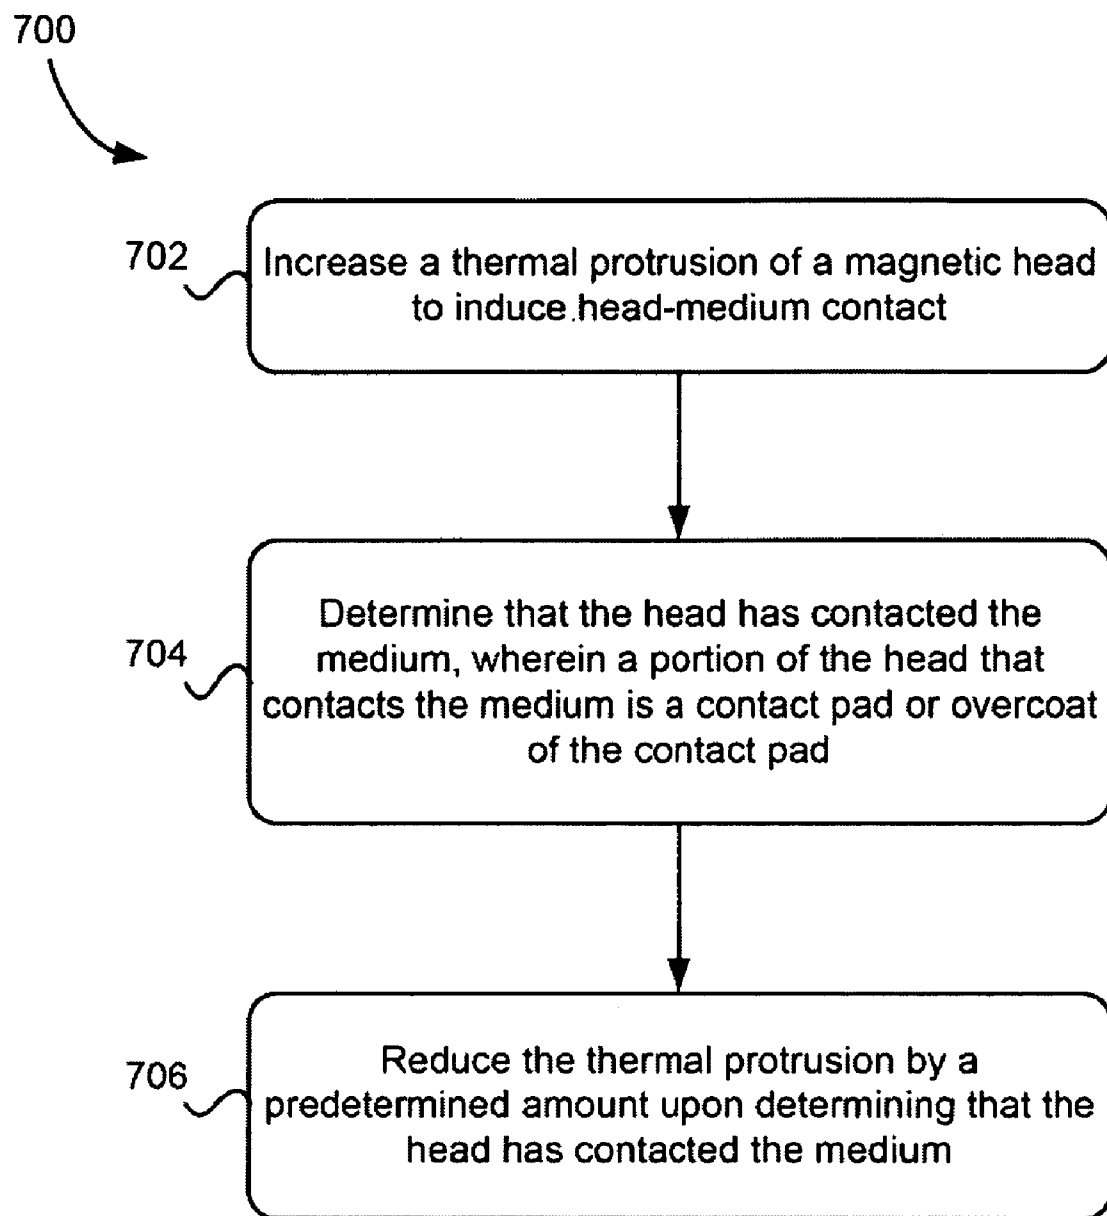 700
702
Increase a thermal protrusion of a magnetic head
to induce head-medium contact
704
Determine that the head has contacted the
medium, wherein a portion of the head that
contacts the medium is a contact pad or overcoat
of the contact pad
706
Reduce the thermal protrusion by a
predetermined amount upon determining that the
head has contacted the medium